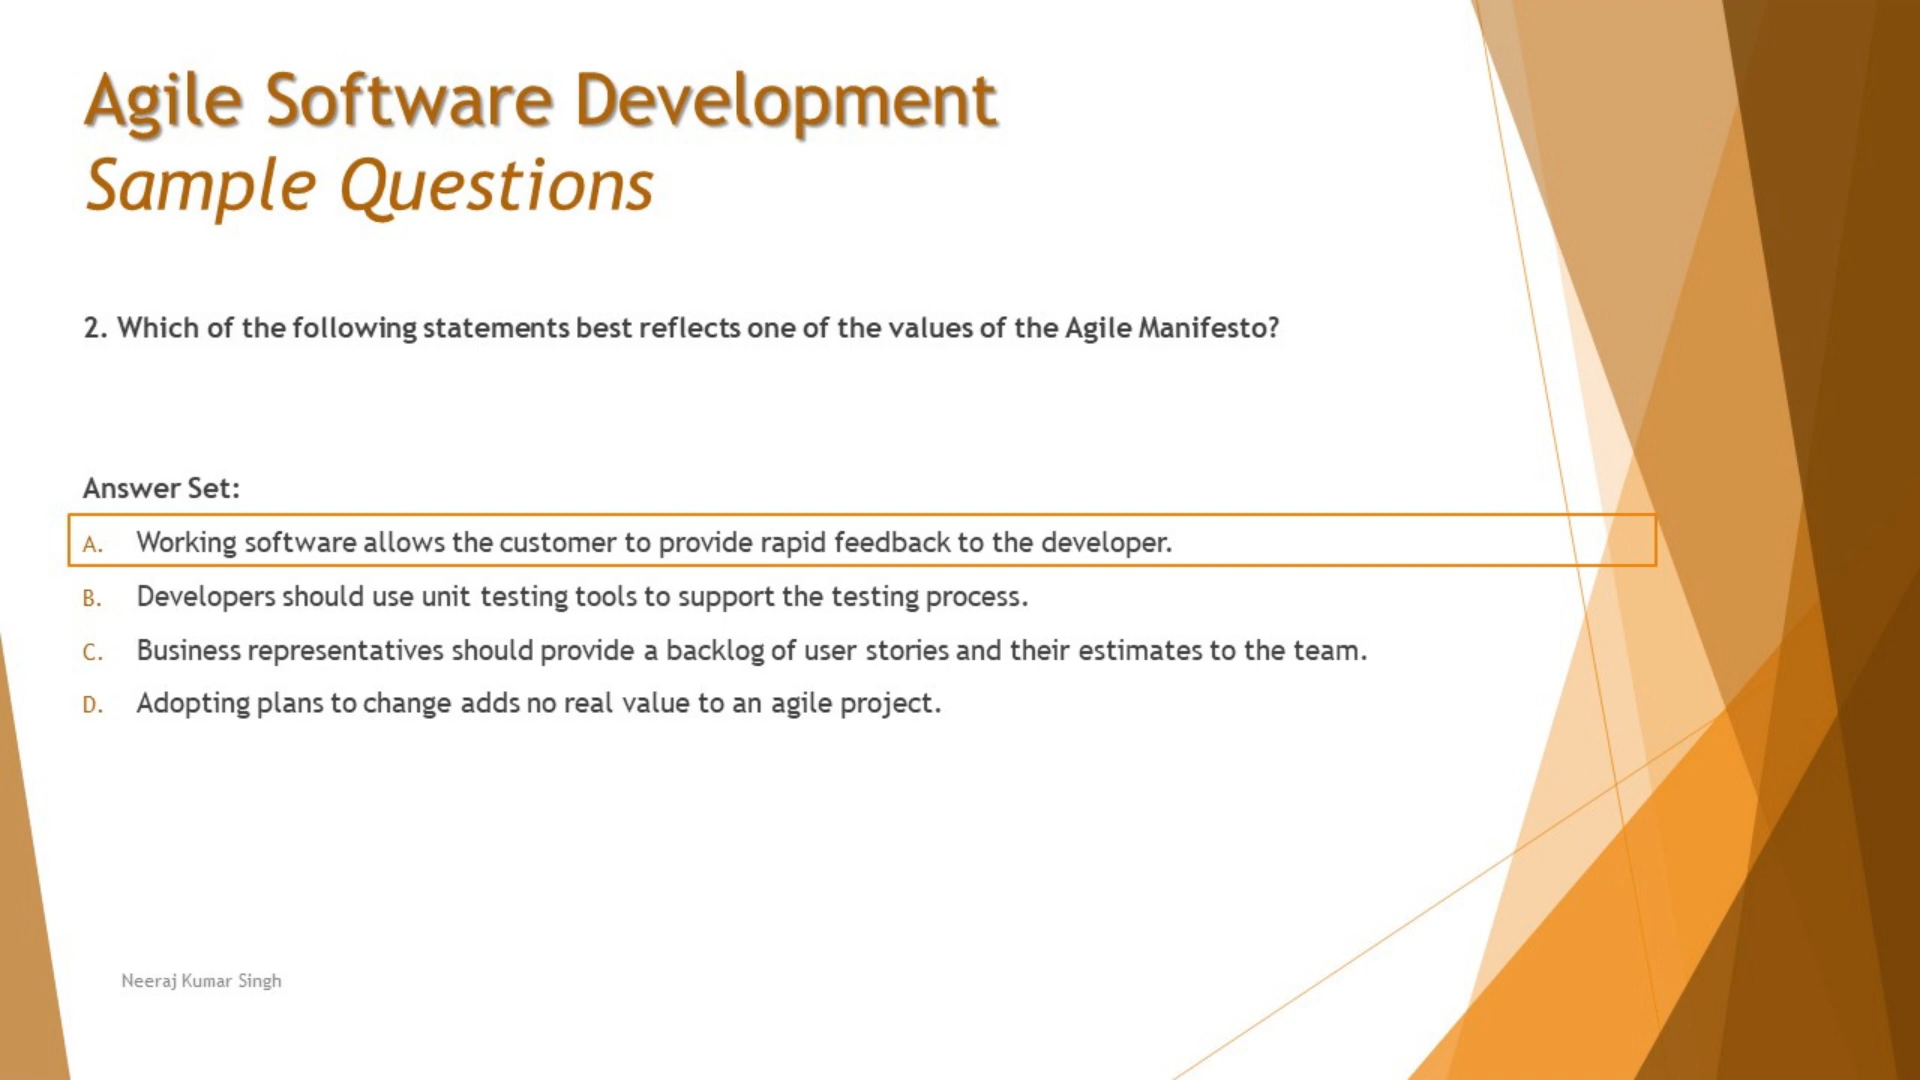 Agile Software Development
Sample Questions
2. Which of the following statements best reflects one of the values of the Agile Manifesto?
Answer Set:
A. Working software allows the customer to provide rapid feedback to the developer.
B. Developers should use unit testing tools to support the testing process.
C. Business representatives should provide a backlog of user stories and their estimates to the team.
D. Adopting plans to change adds no real value to an agile project.
Neeraj Kumar Singh